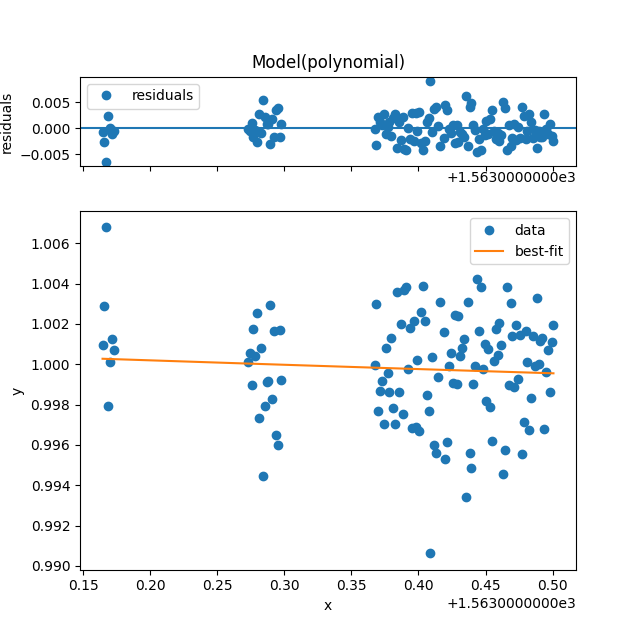 Model(polynomial)
residuals
residuals
0.005
0.000
−0.005
+1.5630000000e3
data
best-fit
y
1.006
1.004
1.002
1.000
0.998
0.996
0.994
0.992
0.990
0.15 0.20 0.25 0.30 0.35 0.40 0.45 0.50
x
+1.5630000000e3